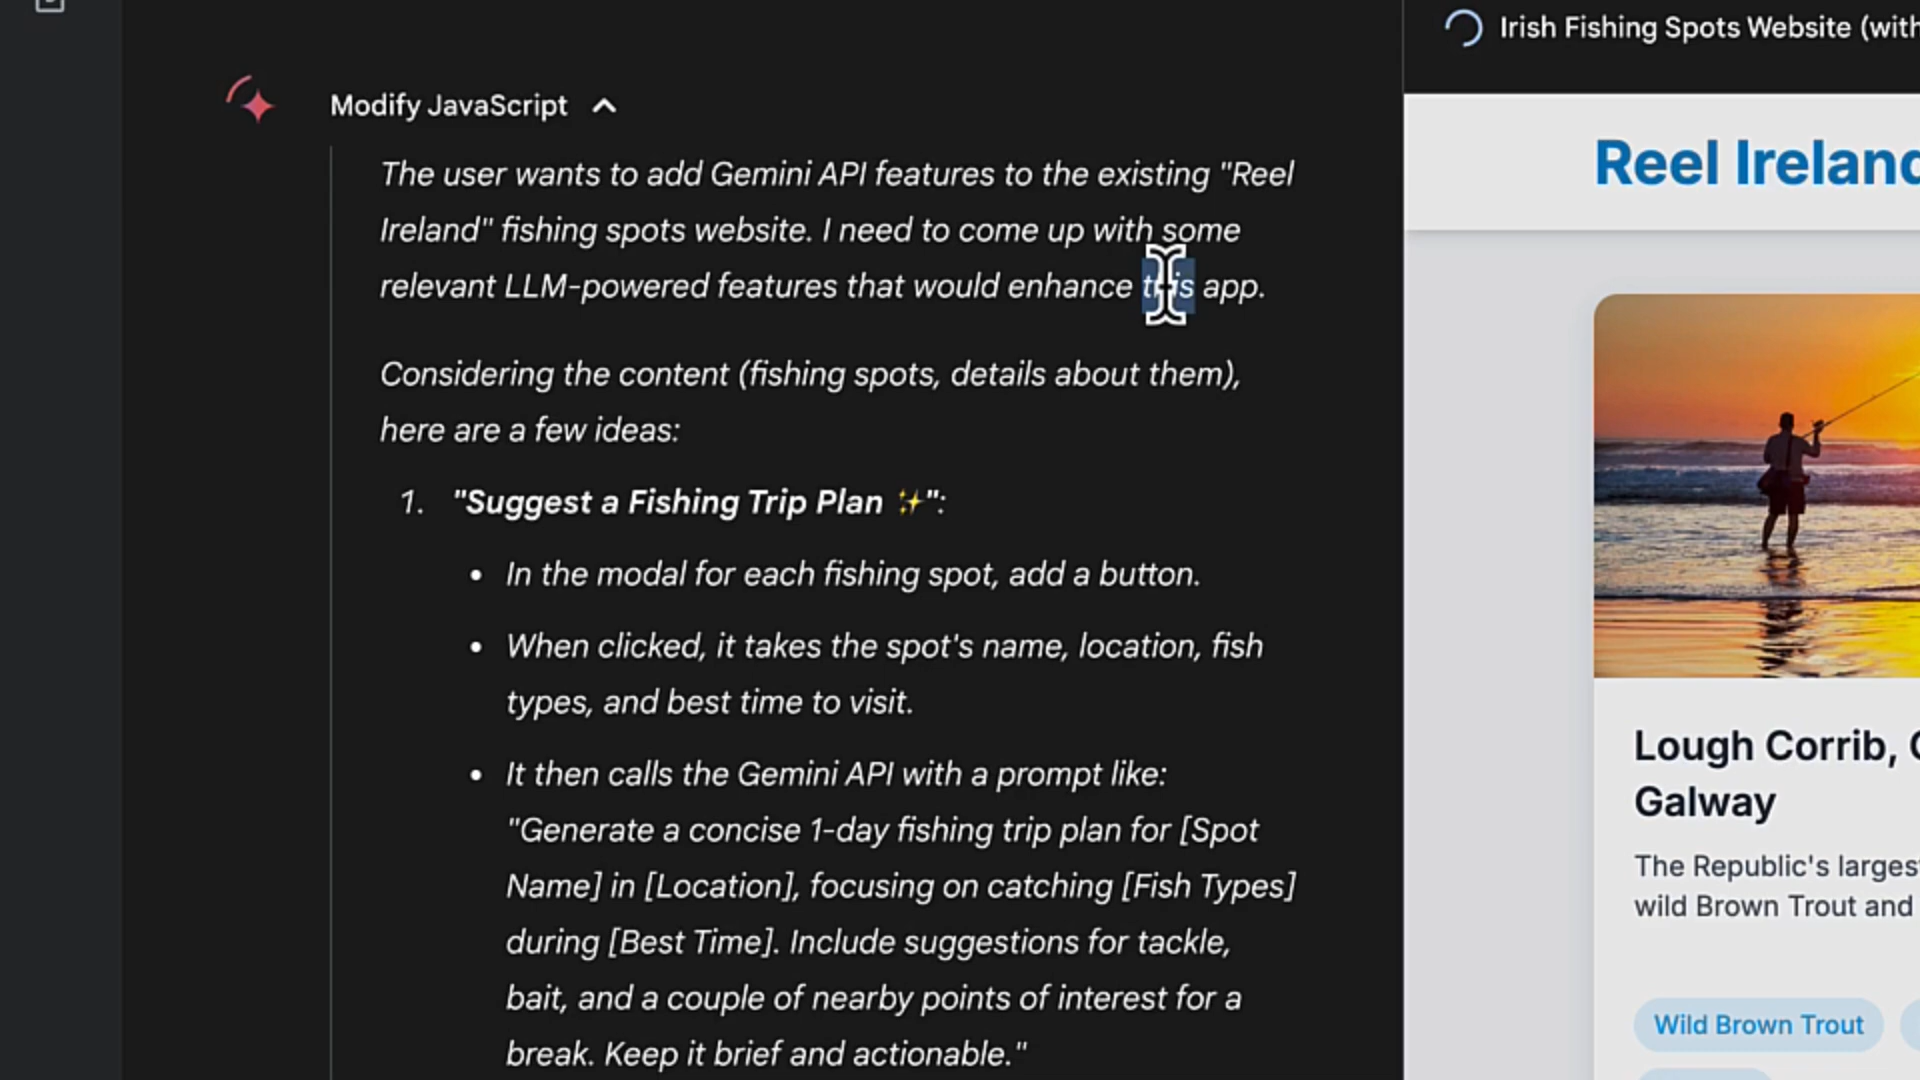 Irish Fishing Spots Website (with
Modify JavaScript
The user wants to add Gemini API features to the existing "Reel
Ireland" fishing spots website. I need to come up with some
relevant LLM-powered features that would enhance this app.
Considering the content (fishing spots, details about them),
here are a few ideas:
1. "Suggest a Fishing Trip Plan ✨":
• In the modal for each fishing spot, add a button.
• When clicked, it takes the spot's name, location, fish
types, and best time to visit.
• It then calls the Gemini API with a prompt like:
"Generate a concise 1-day fishing trip plan for [Spot
Name] in [Location], focusing on catching [Fish Types]
during [Best Time]. Include suggestions for tackle,
bait, and a couple of nearby points of interest for a
break. Keep it brief and actionable."
Reel Ireland
Lough Corrib,
Galway
The Republic's larges
wild Brown Trout and
Wild Brown Trout